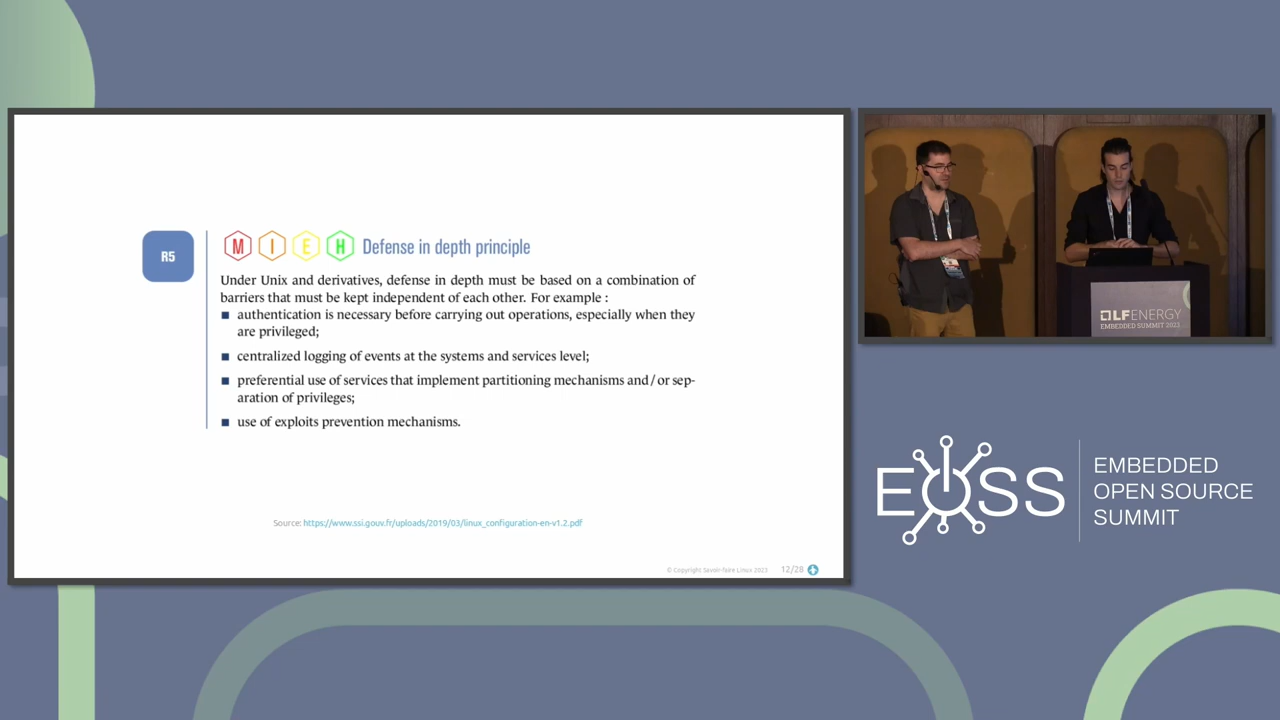 R5
M I E H Defense in depth principle
Under Unix and derivatives, defense in depth must be based on a combination of
barriers that must be kept independent of each other. For example :
■ authentication is necessary before carrying out operations, especially when they
are privileged;
■ centralized logging of events at the systems and services level;
■ preferential use of services that implement partitioning mechanisms and/or sep-
aration of privileges;
■ use of exploits prevention mechanisms.
Source: https://www.ssi.gouv.fr/uploads/2019/03/linux_configuration-en-v1.2.pdf
© Copyright Savoir-faire Linux 2023 12/28
LFENERGY
EMBEDDED SUMMIT 2023
EOSS
EMBEDDED
OPEN SOURCE
SUMMIT